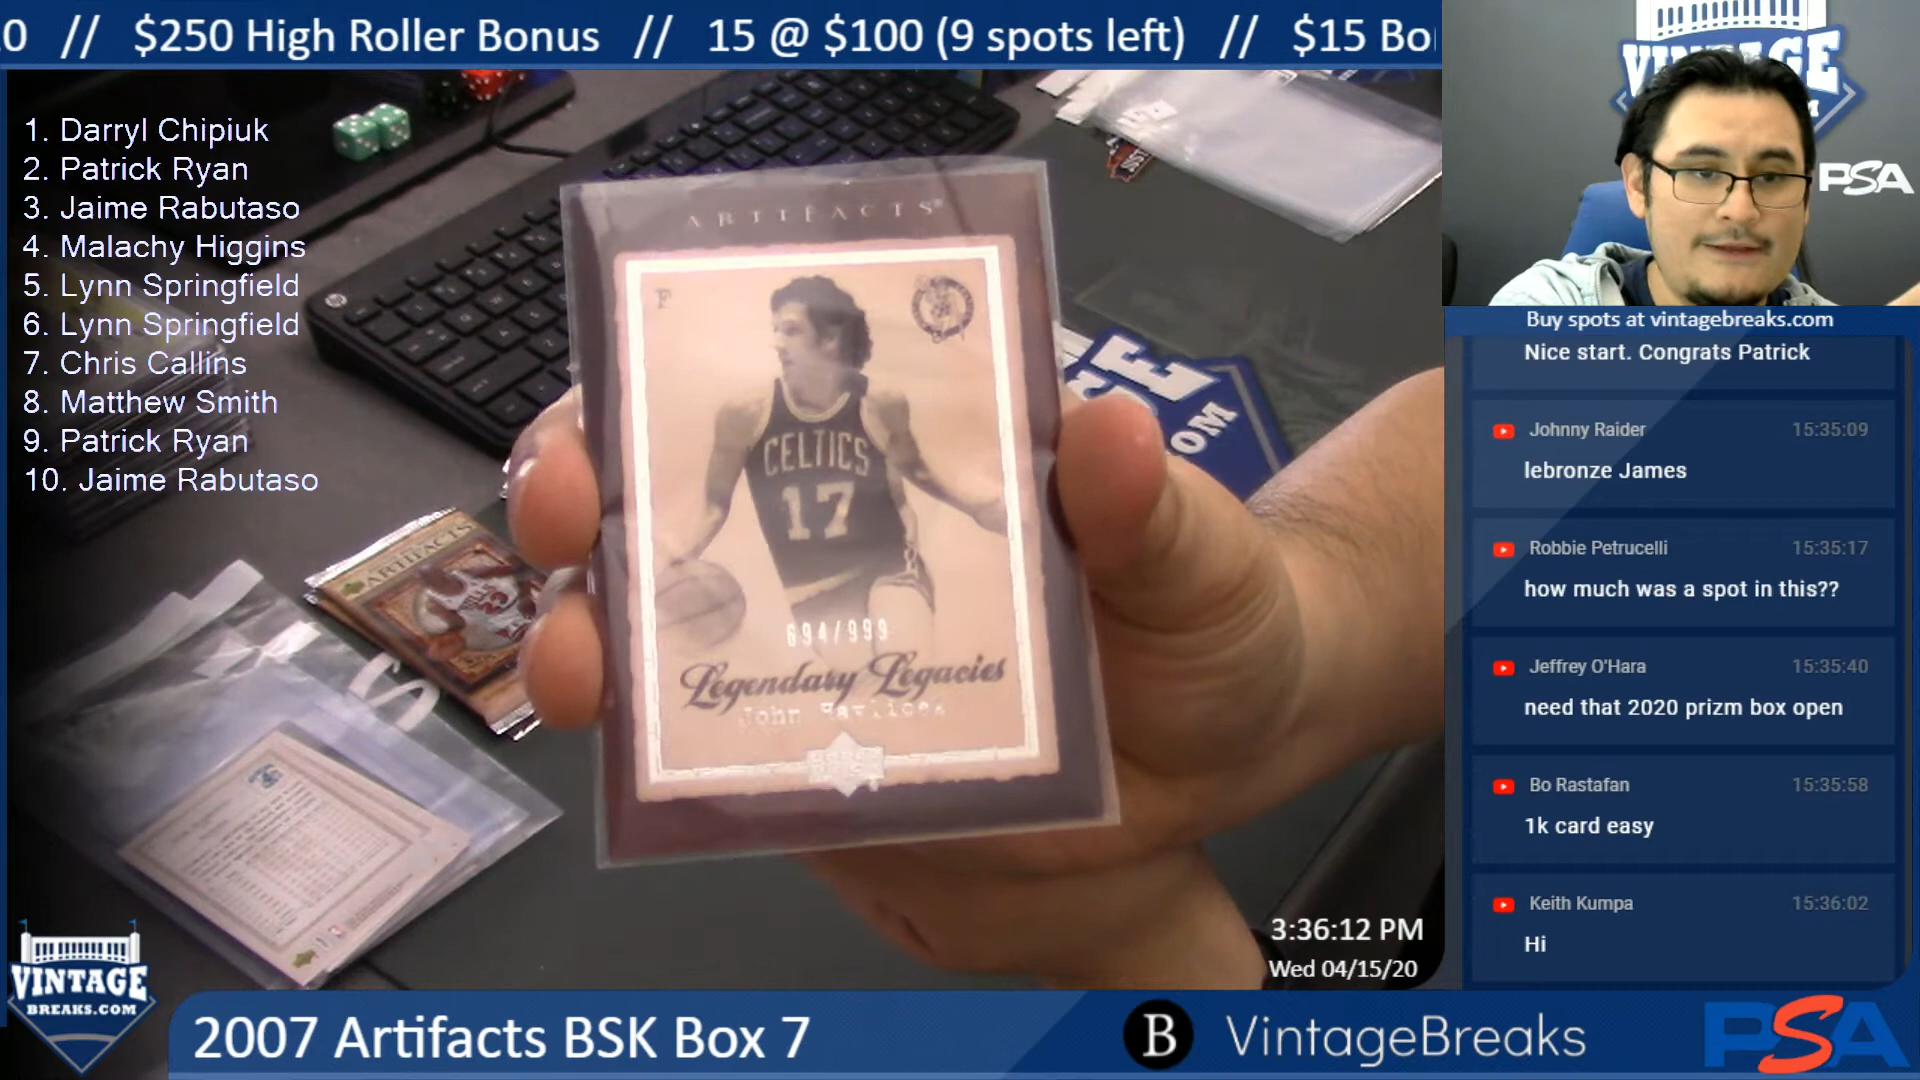 0 // $250 High Roller Bonus // 15 @ $100 (9 spots left) // $15 Bo
1. Darryl Chipiuk
2. Patrick Ryan
3. Jaime Rabutaso
4. Malachy Higgins
5. Lynn Springfield
6. Lynn Springfield
7. Chris Callins
8. Matthew Smith
9. Patrick Ryan
10. Jaime Rabutaso
ARTIFACTS
F
CELTICS
17
694/999
Legendary Legacies
John Havlicek
ARTIFACTS
23
OM
VINTAGE
PSA
Buy spots at vintagebreaks.com
Nice start. Congrats Patrick
Johnny Raider 15:35:09
lebronze James
Robbie Petrucelli 15:35:17
how much was a spot in this??
Jeffrey O'Hara 15:35:40
need that 2020 prizm box open
Bo Rastafan 15:35:58
1k card easy
Keith Kumpa 15:36:02
Hi
3:36:12 PM
Wed 04/15/20
VINTAGE
BREAKS.COM
2007 Artifacts BSK Box 7
B VintageBreaks
PSA